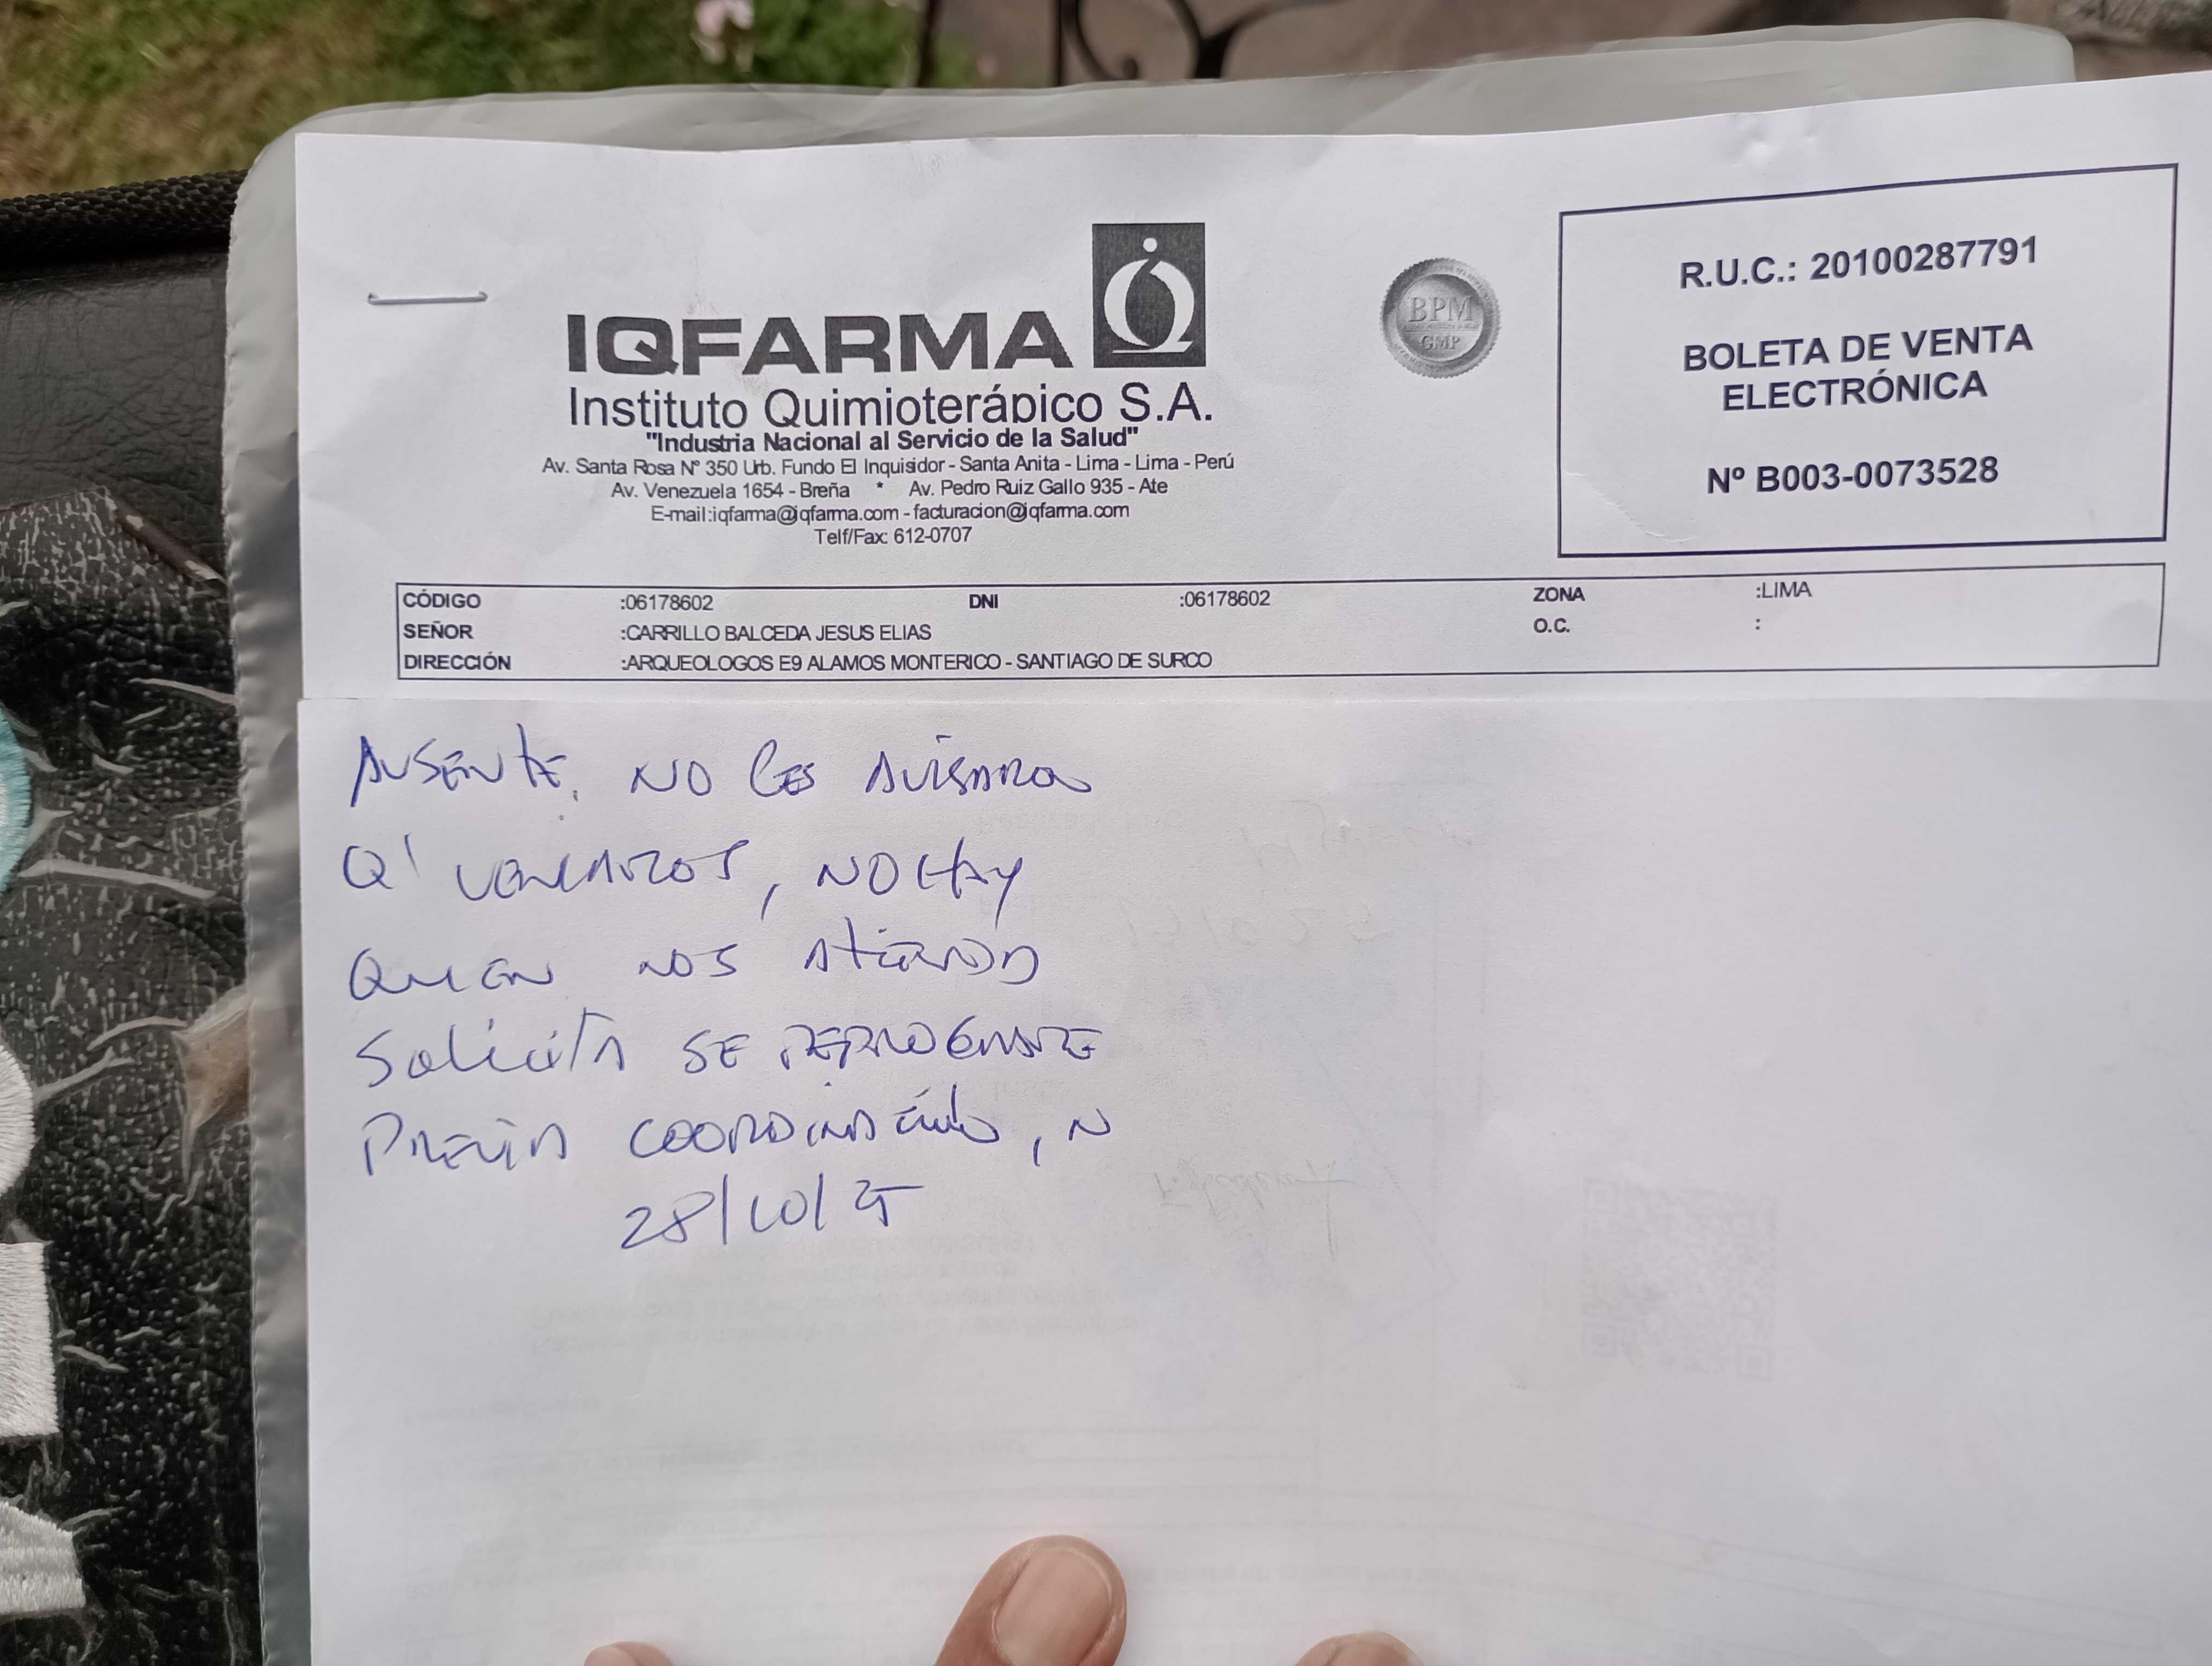 IQFARMA
Instituto Quimioterápico S.A.
"Industria Nacional al Servicio de la Salud"
Av. Santa Rosa Nº 350 Urb. Fundo El Inquisidor - Santa Anita - Lima - Lima - Perú
Av. Venezuela 1654 - Breña * Av. Pedro Ruiz Gallo 935 - Ate
E-mail:iqfarma@iqfarma.com - facturacion@iqfarma.com
Telf/Fax: 612-0707
BPM
GMP
R.U.C.: 20100287791
BOLETA DE VENTA
ELECTRÓNICA
Nº B003-0073528
CÓDIGO :06178602 DNI :06178602 ZONA :LIMA
SEÑOR :CARRILLO BALCEDA JESUS ELIAS O.C. :
DIRECCIÓN :ARQUEOLOGOS E9 ALAMOS MONTERICO - SANTIAGO DE SURCO
AUSENTE. NO les AVISARON
Q' , NO HAY
QUIEN NOS ATIENDA
Solicita SE
PREVIA COORDINACIÓN, N
28/10/25